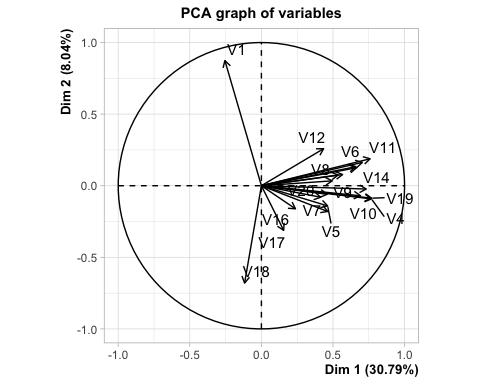 PCA graph of variables
Dim 2 (8.04%)
1.0
0.5
0.0
-0.5
-1.0
V1
V12
V6
V11
V8
V14
V20
V9
V19
V16
V7
V10
V4
V5
V17
V18
-1.0
-0.5
0.0
0.5
1.0
Dim 1 (30.79%)